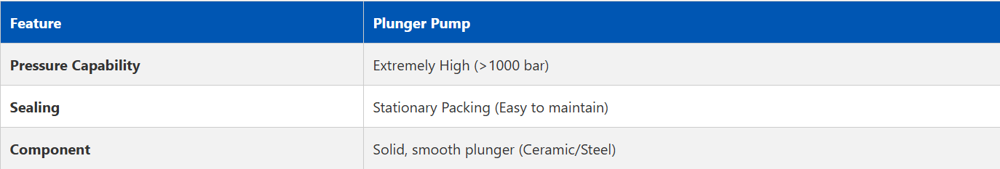 Feature Plunger Pump
Pressure Capability Extremely High (>1000 bar)
Sealing Stationary Packing (Easy to maintain)
Component Solid, smooth plunger (Ceramic/Steel)